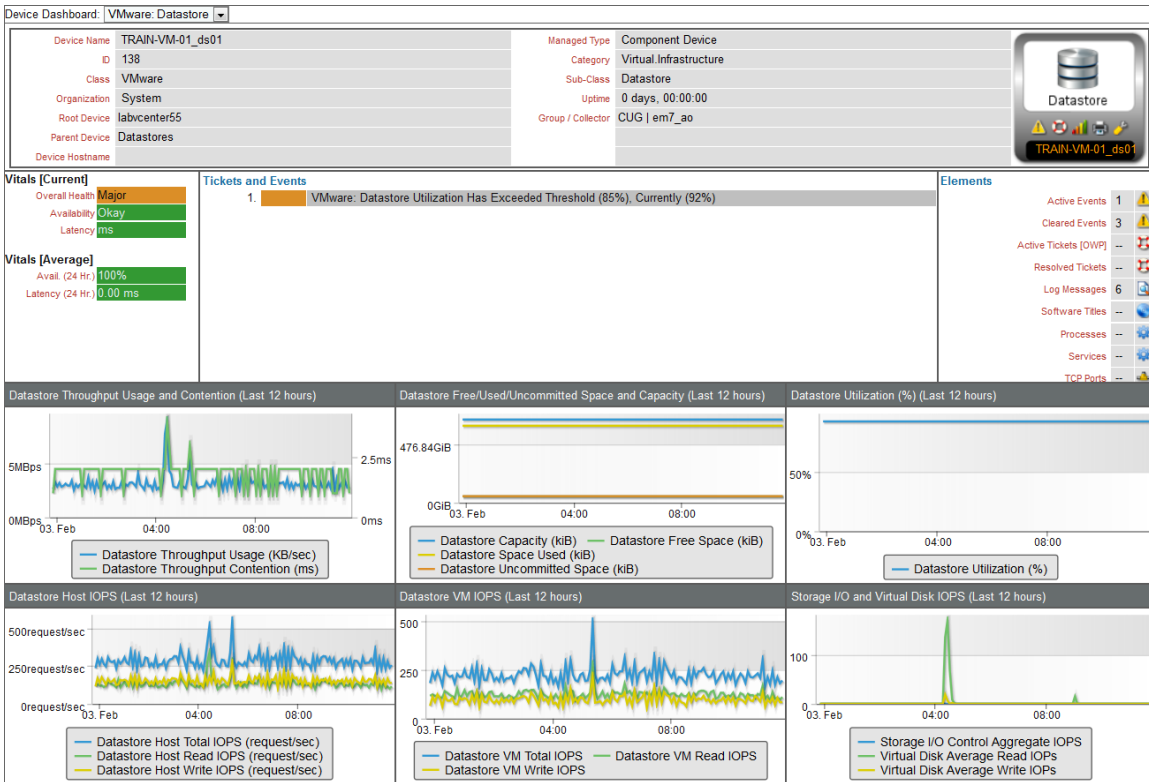 Device Dashboard: VMware: Datastore
Device Name TRAIN-VM-01_ds01
ID 138
Class VMware
Organization System
Root Device labvcenter55
Parent Device Datastores
Device Hostname
Managed Type Component Device
Category Virtual.Infrastructure
Sub-Class Datastore
Uptime 0 days, 00:00:00
Group / Collector CUG | em7_ao
Datastore
TRAIN-VM-01_ds01
Vitals [Current]
Overall Health Major
Availability Okay
Latency ms
Vitals [Average]
Avail. (24 Hr.) 100%
Latency (24 Hr.) 0.00 ms
Tickets and Events
1. VMware: Datastore Utilization Has Exceeded Threshold (85%), Currently (92%)
Elements
Active Events 1
Cleared Events 3
Active Tickets [OWP] --
Resolved Tickets --
Log Messages 6
Software Titles --
Processes --
Services --
TCP Ports --
Datastore Throughput Usage and Contention (Last 12 hours)
5MBps
2.5ms
0MBps
0ms
03. Feb 04:00 08:00
Datastore Throughput Usage (KB/sec)
Datastore Throughput Contention (ms)
Datastore Free/Used/Uncommitted Space and Capacity (Last 12 hours)
476.84GiB
0GiB
03. Feb 04:00 08:00
Datastore Capacity (kiB) Datastore Free Space (kiB)
Datastore Space Used (kiB)
Datastore Uncommitted Space (kiB)
Datastore Utilization (%) (Last 12 hours)
50%
0%
03. Feb 04:00 08:00
Datastore Utilization (%)
Datastore Host IOPS (Last 12 hours)
500request/sec
250request/sec
0request/sec
03. Feb 04:00 08:00
Datastore Host Total IOPS (request/sec)
Datastore Host Read IOPS (request/sec)
Datastore Host Write IOPS (request/sec)
Datastore VM IOPS (Last 12 hours)
500
250
0
03. Feb 04:00 08:00
Datastore VM Total IOPS Datastore VM Read IOPS
Datastore VM Write IOPS
Storage I/O and Virtual Disk IOPS (Last 12 hours)
100
0
03. Feb 04:00 08:00
Storage I/O Control Aggregate IOPS
Virtual Disk Average Read IOPs
Virtual Disk Average Write IOPs